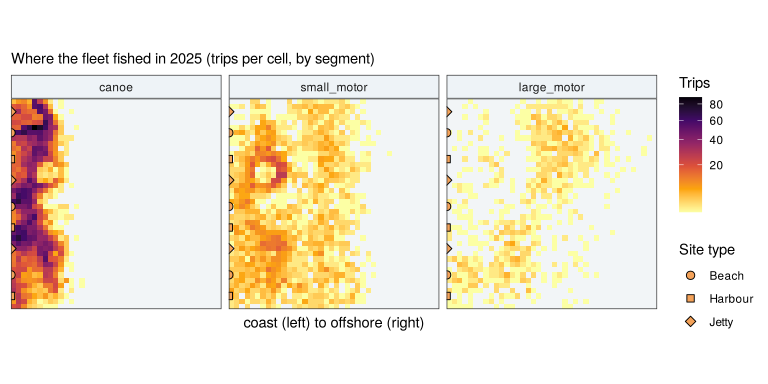 Where the fleet fished in 2025 (trips per cell, by segment)
canoe
small_motor
large_motor
coast (left) to offshore (right)
Trips
80
60
40
20
Site type
Beach
Harbour
Jetty